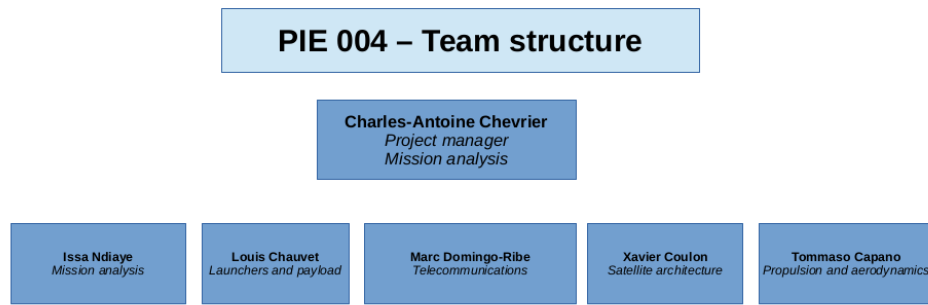 PIE 004 – Team structure
Charles-Antoine Chevrier
Project manager
Mission analysis
Issa Ndiaye
Mission analysis
Louis Chauvet
Launchers and payload
Marc Domingo-Ribe
Telecommunications
Xavier Coulon
Satellite architecture
Tommaso Capano
Propulsion and aerodynamics